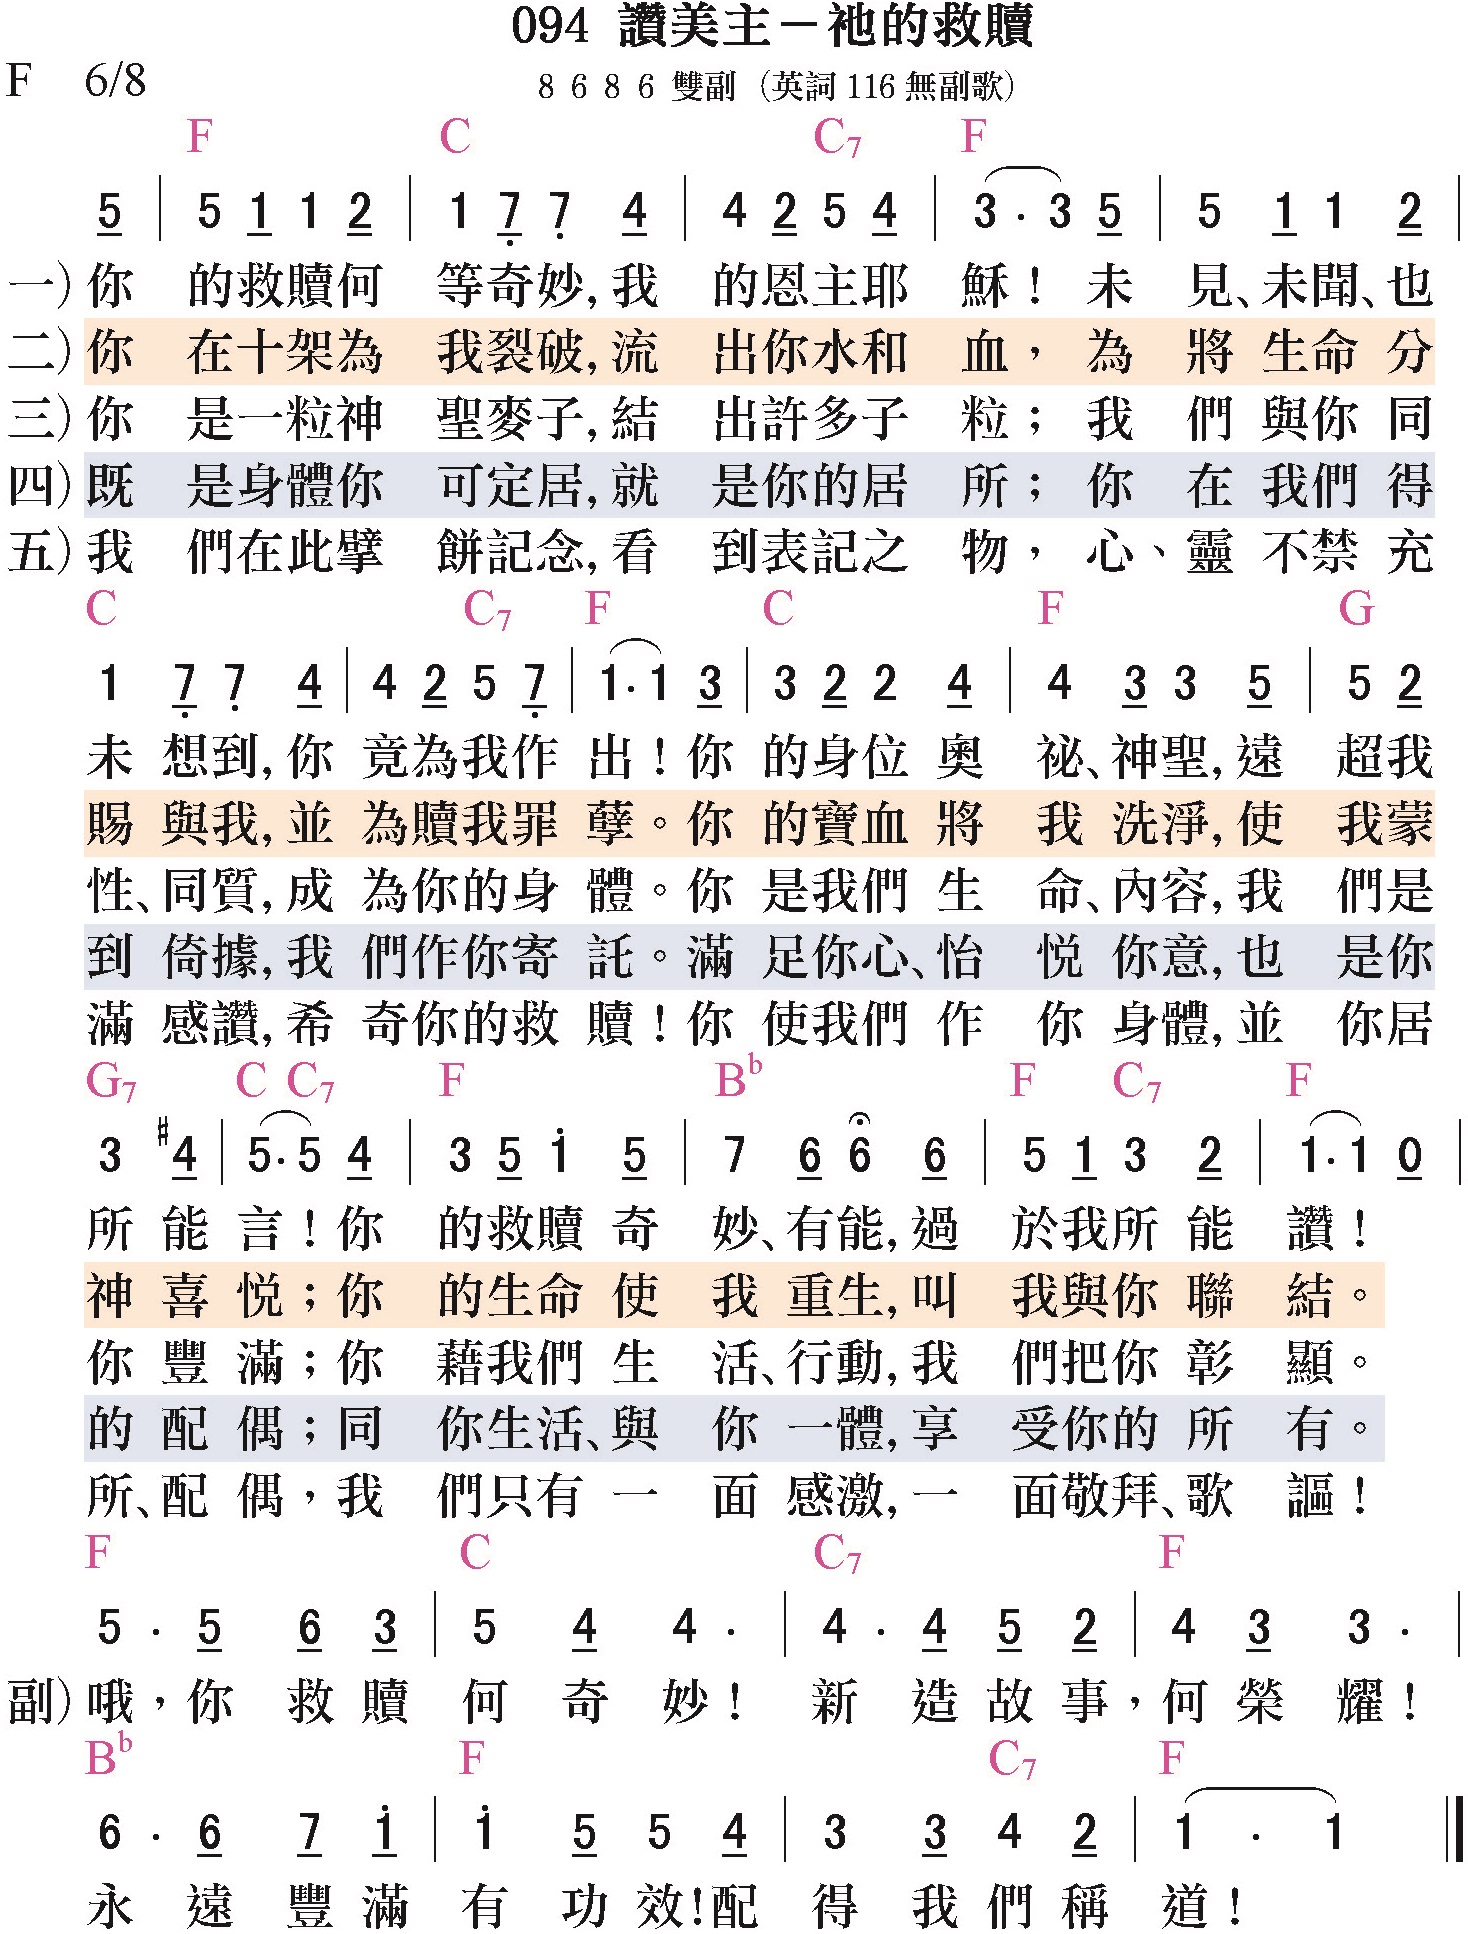 094 讚美主－祂的救贖
F 6/8 8 6 8 6 雙副（英詞 116 無副歌）
F C C7 F
5 | 5 1 1 2 | 1 7 7 4 | 4 2 5 4 | 3 . 3 5 | 5 1 1 2 |
一）你 的救贖何 等奇妙，我 的恩主耶 穌！未 見、未聞、也
二）你 在十架為 我裂破，流 出你水和 血，為 將生命分
三）你 是一粒神 聖麥子，結 出許多子 粒；我 們與你同
四）既 是身體你 可定居，就 是你的居 所；你 在我們得
五）我 們在此擘 餅記念，看 到表記之 物，心、靈不禁充
C C7 F C F G
1 7 7 4 | 4 2 5 7 | 1 . 1 3 | 3 2 2 4 | 4 3 3 5 | 5 2
未想到，你 竟為我作 出！你 的身位奧 祕、神聖，遠 超我
賜與我，並 為贖我罪 孽。你 的寶血將 我洗淨，使 我蒙
性、同質，成 為你的身 體。你 是我們生 命、內容，我 們是
到倚據，我 們作你寄 託。滿 足你心、怡 悅你意，也 是你
滿感讚，希 奇你的救 贖！你 使我們作 你身體，並 你居
G7 C C7 F Bb F C7 F
3 #4 | 5 . 5 4 | 3 5 1 5 | 7 6 6 6 | 5 1 3 2 | 1 . 1 0 |
所能 言！你 的救贖奇 妙、有能，過 於我所能 讚！
神喜 悅；你 的生命使 我重生，叫 我與你聯 結。
你豐 滿；你 藉我們生 活、行動，我 們把你彰 顯。
的配 偶；同 你生活、與 你一體，享 受你的所 有。
所、配 偶，我 們只有一 面感激，一 面敬拜、歌 謳！
F C C7 F
5 . 5 6 3 | 5 4 4 . | 4 . 4 5 2 | 4 3 3 . |
副）哦，你救贖 何奇妙！ 新造故事，何榮耀！
Bb F C7 F
6 . 6 7 1 | 1 5 5 4 | 3 3 4 2 | 1 . 1
永遠豐滿 有功效！配 得我們稱 道！